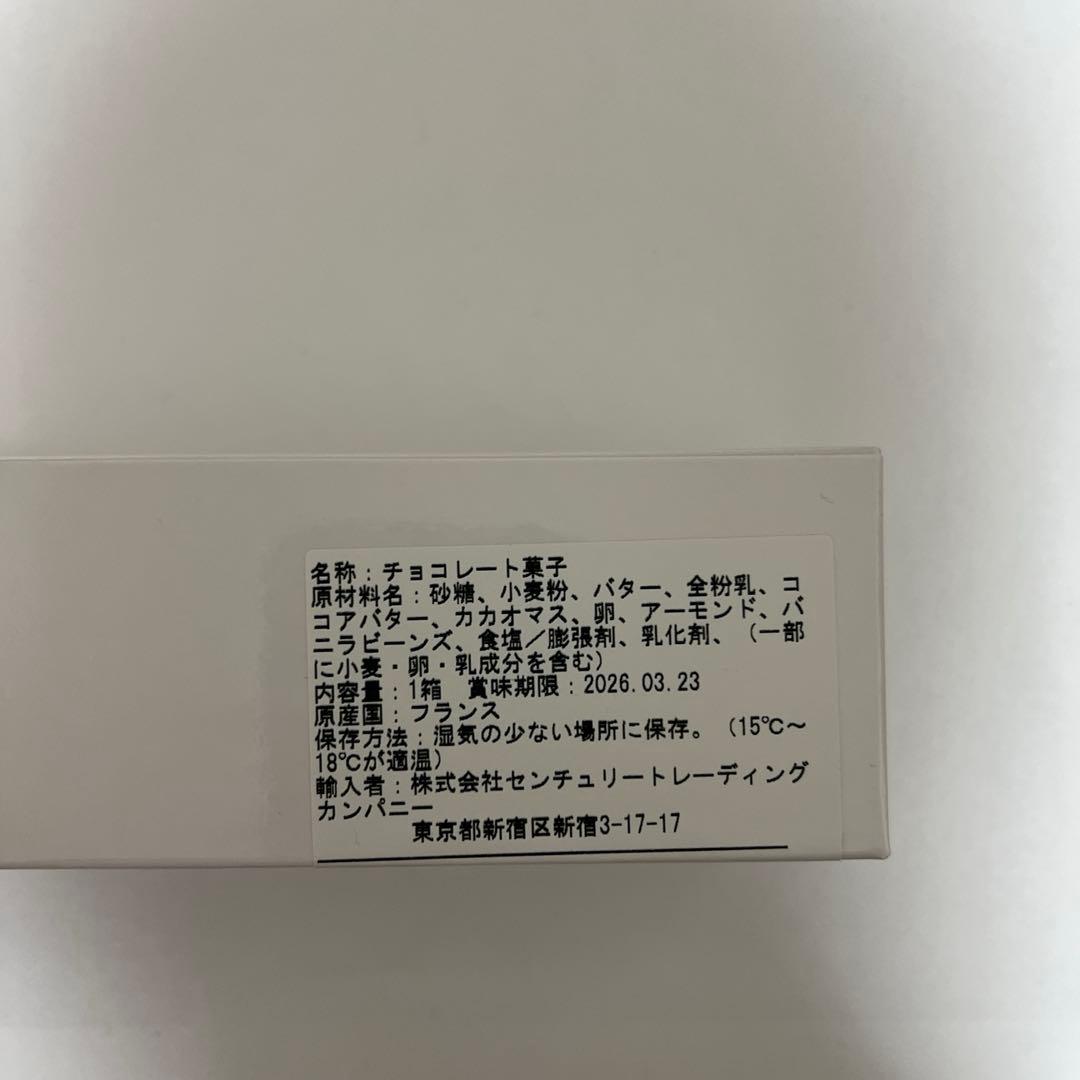 名称：チョコレート菓子
原材料名：砂糖、小麦粉、バター、全粉乳、コ
コアバター、カカオマス、卵、アーモンド、バ
ニラビーンズ、食塩／膨張剤、乳化剤、（一部
に小麦・卵・乳成分を含む）
内容量：1箱　賞味期限：2026.03.23
原産国：フランス
保存方法：湿気の少ない場所に保存。（15℃～
18℃が適温）
輸入者：株式会社センチュリートレーディング
カンパニー
東京都新宿区新宿3-17-17